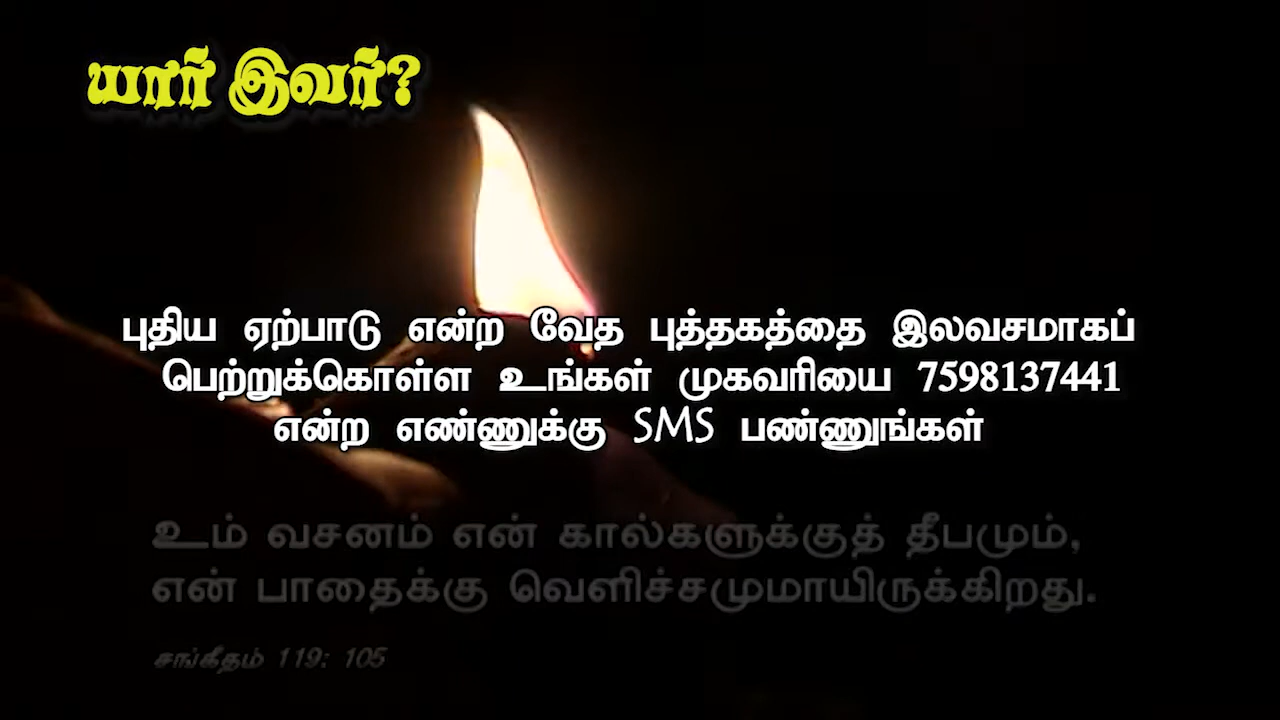 யார் இவர்?
புதிய ஏற்பாடு என்ற வேத புத்தகத்தை இலவசமாகப்
பெற்றுக்கொள்ள உங்கள் முகவரியை 7598137441
என்ற எண்ணுக்கு SMS பண்ணுங்கள்
உம் வசனம் என் கால்களுக்குத் தீபமும்,
என் பாதைக்கு வெளிச்சமுமாயிருக்கிறது.
சங்கீதம் 119: 105